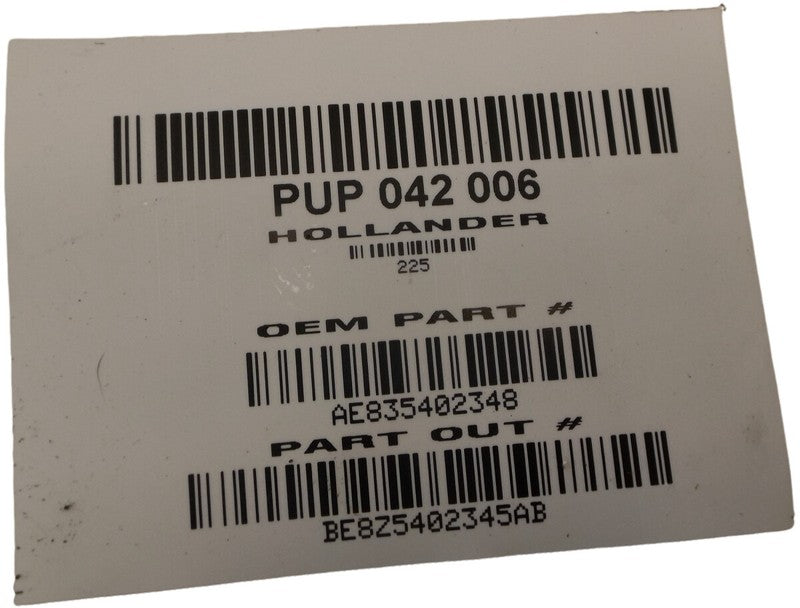 PUP 042 006
HOLLANDER
225
OEM PART #
AE835402348
PART OUT #
BE8Z5402345AB